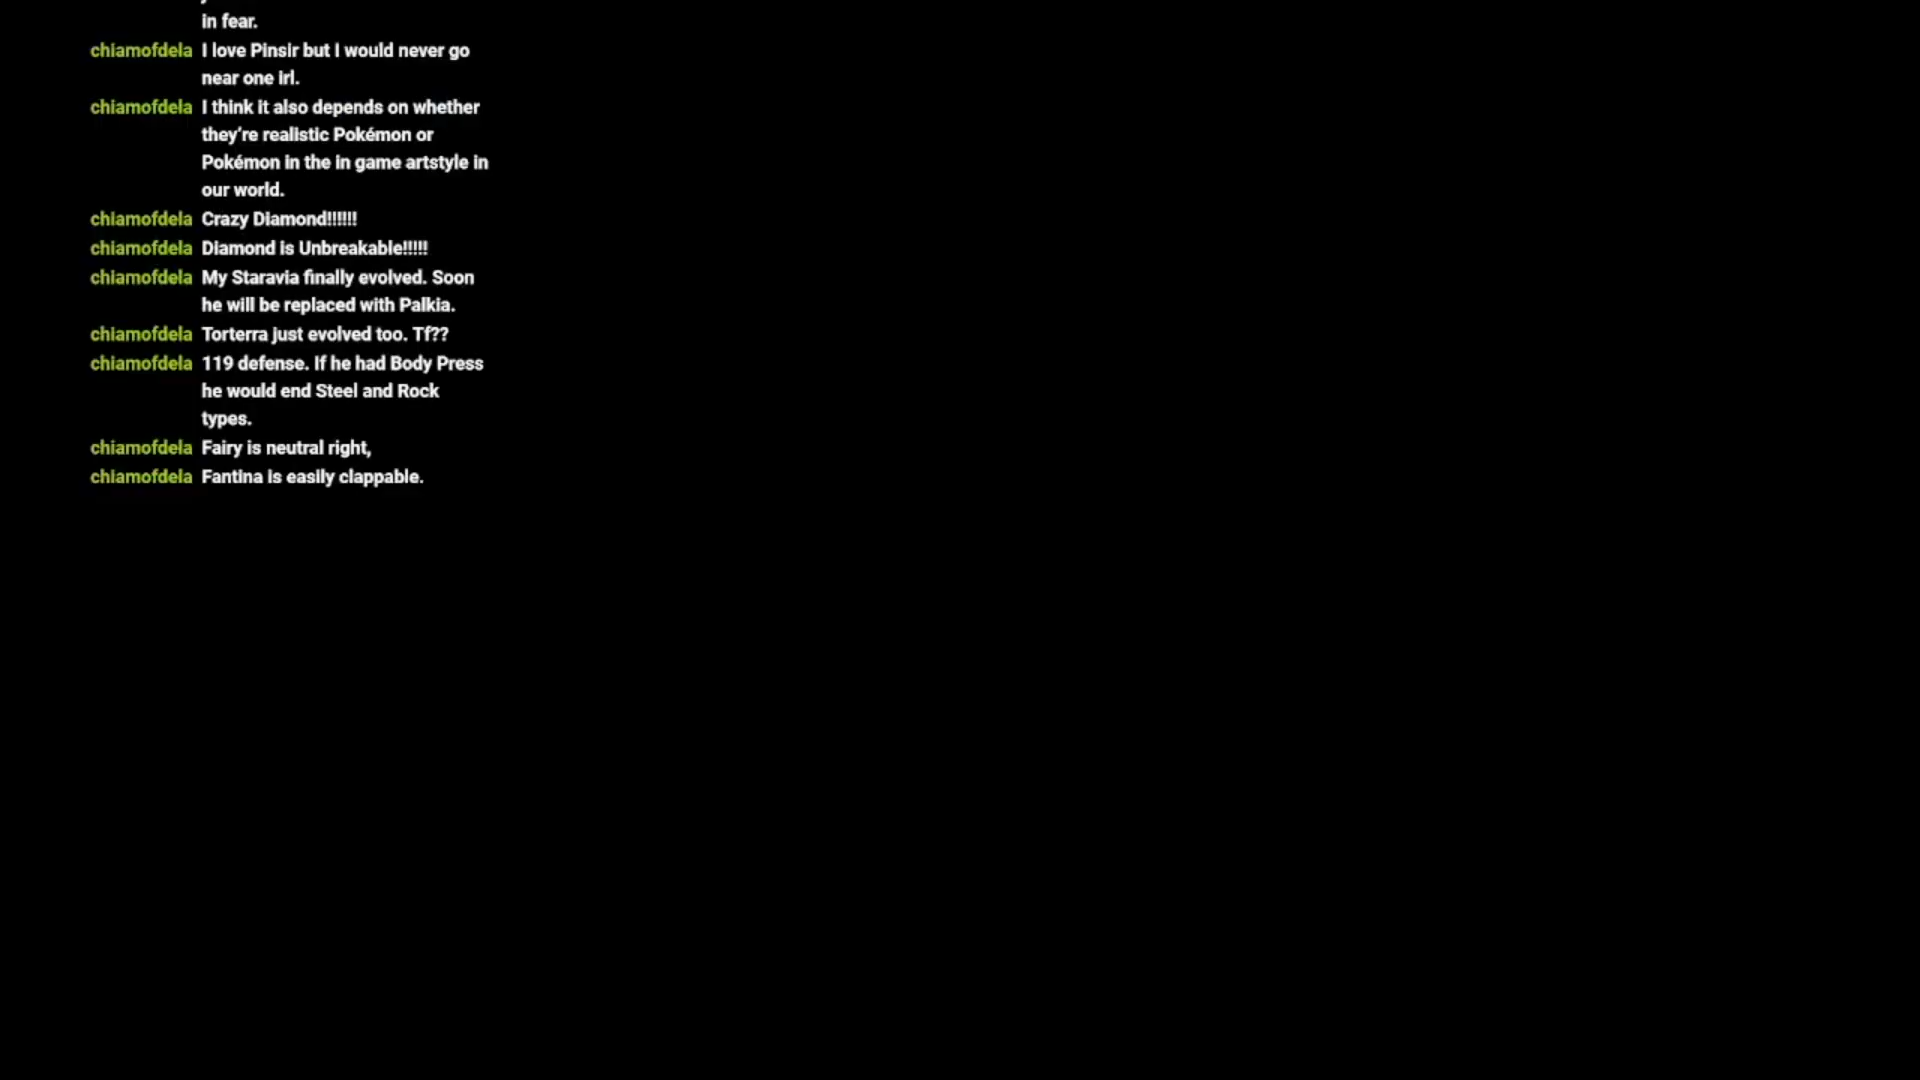 in fear.
chiamofdela I love Pinsir but I would never go
near one irl.
chiamofdela I think it also depends on whether
they're realistic Pokémon or
Pokémon in the in game artstyle in
our world.
chiamofdela Crazy Diamond!!!!!!
chiamofdela Diamond is Unbreakable!!!!!
chiamofdela My Staravia finally evolved. Soon
he will be replaced with Palkia.
chiamofdela Torterra just evolved too. Tf??
chiamofdela 119 defense. If he had Body Press
he would end Steel and Rock
types.
chiamofdela Fairy is neutral right,
chiamofdela Fantina is easily clappable.